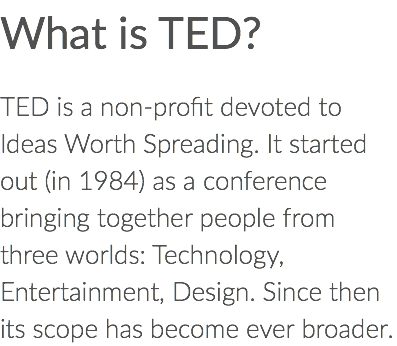 What is TED?
TED is a non-profit devoted to
Ideas Worth Spreading. It started
out (in 1984) as a conference
bringing together people from
three worlds: Technology,
Entertainment, Design. Since then
its scope has become ever broader.